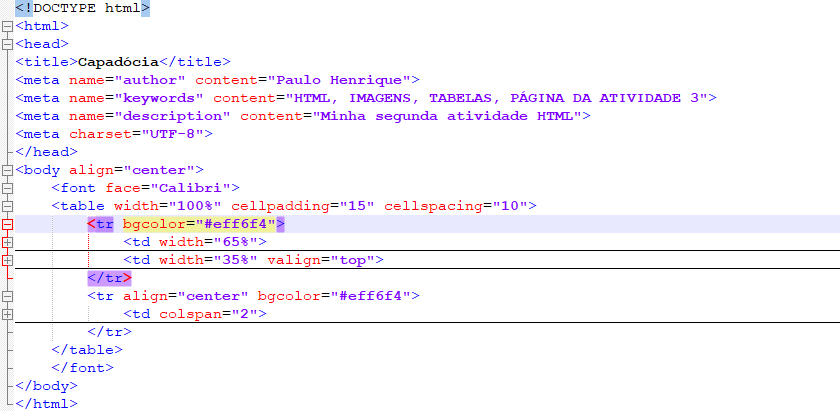 <!DOCTYPE html>
<html>
<head>
<title>Capadócia</title>
<meta name="author" content="Paulo Henrique">
<meta name="keywords" content="HTML, IMAGENS, TABELAS, PÁGINA DA ATIVIDADE 3">
<meta name="description" content="Minha segunda atividade HTML">
<meta charset="UTF-8">
</head>
<body align="center">
    <font face="Calibri">
    <table width="100%" cellpadding="15" cellspacing="10">
        <tr bgcolor="#eff6f4">
            <td width="65%">
            <td width="35%" valign="top">
        </tr>
        <tr align="center" bgcolor="#eff6f4">
            <td colspan="2">
        </tr>
    </table>
    </font>
</body>
</html>